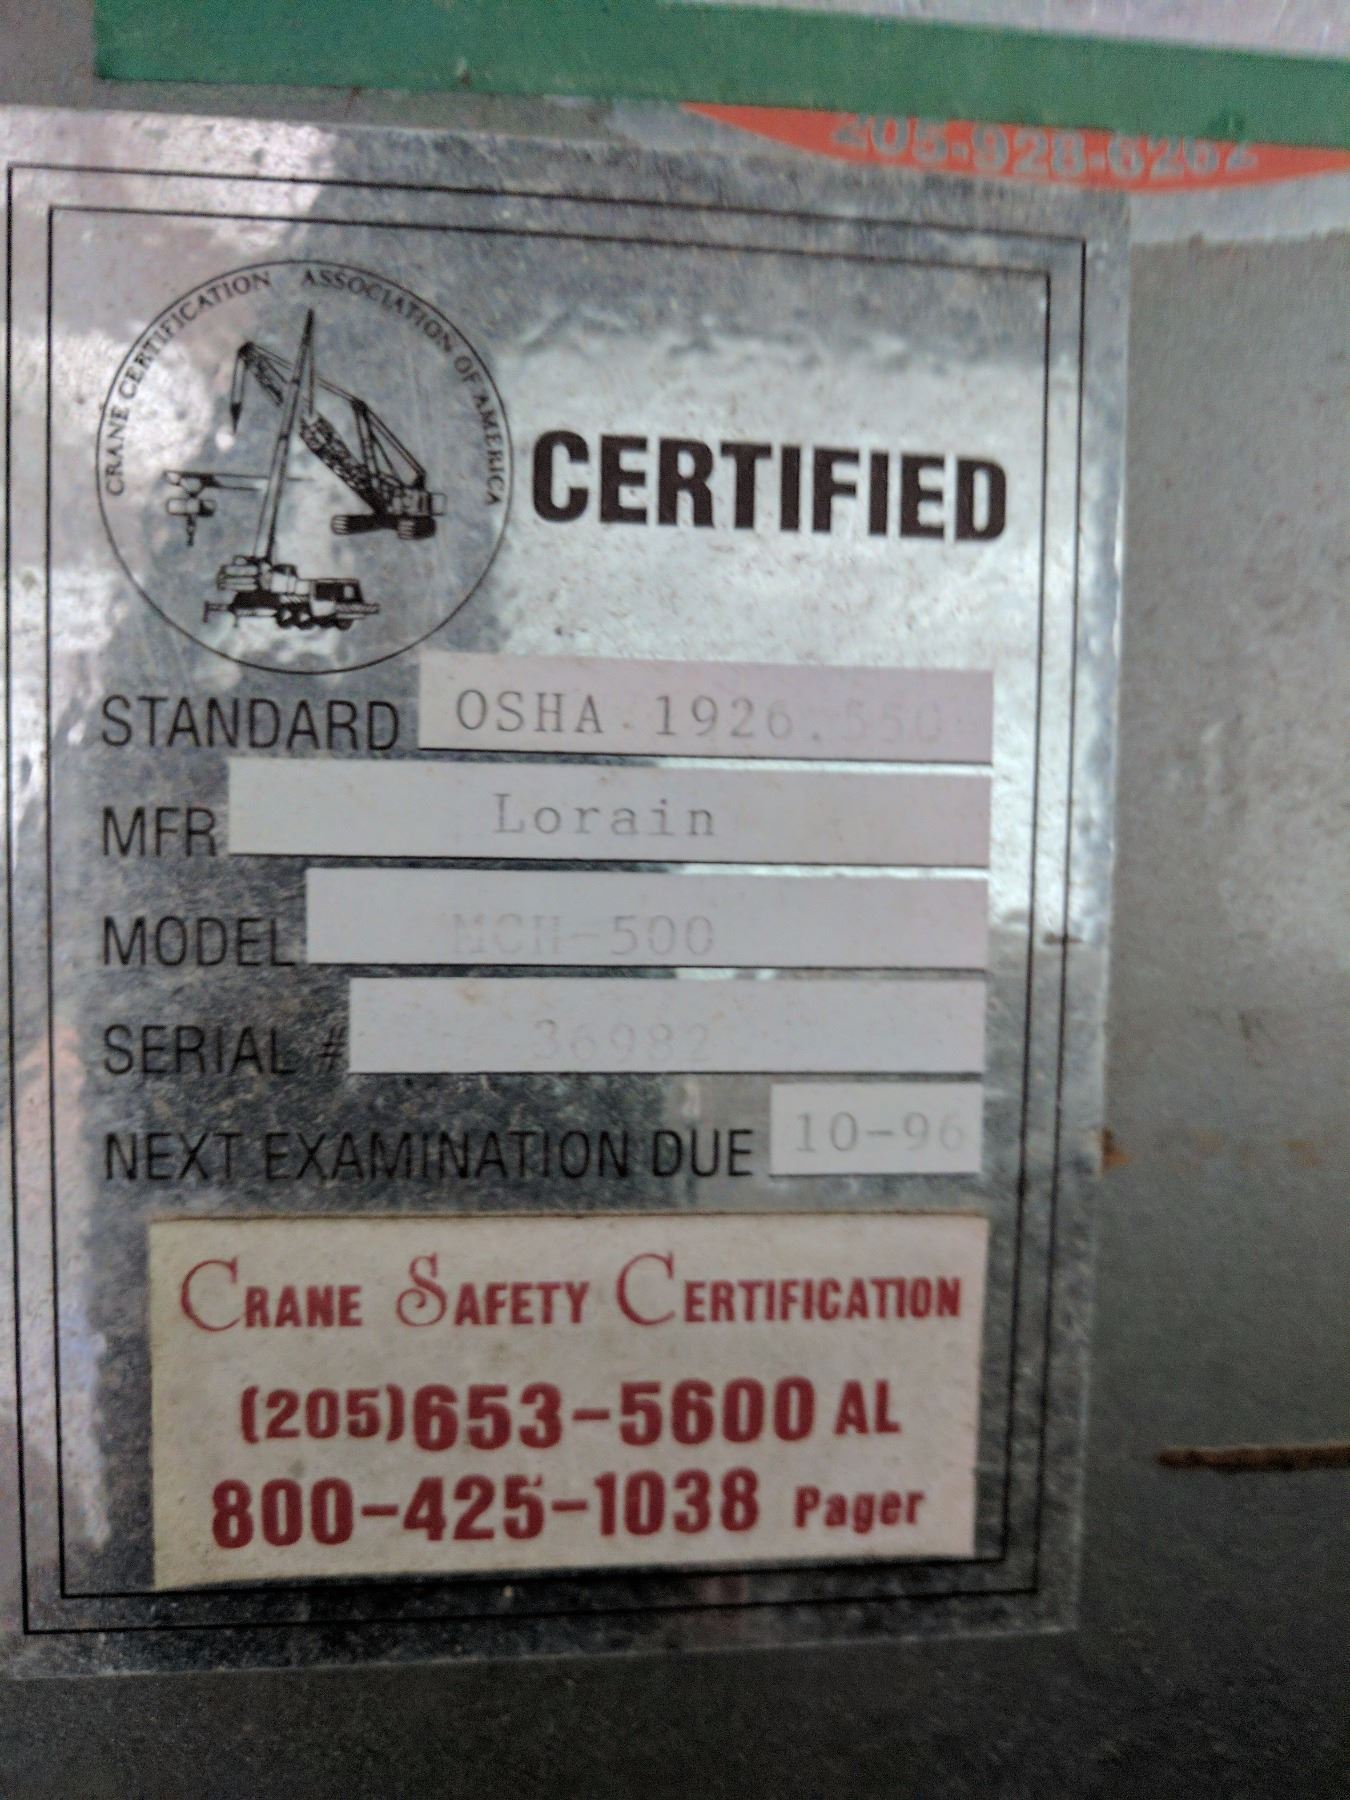 205-928-6262
CRANE CERTIFICATION ASSOCIATION OF AMERICA
CERTIFIED
STANDARD OSHA 1926.550
MFR Lorain
MODEL MCH-500
SERIAL # 36982
NEXT EXAMINATION DUE 10-96
CRANE SAFETY CERTIFICATION
(205)653-5600 AL
800-425-1038 Pager